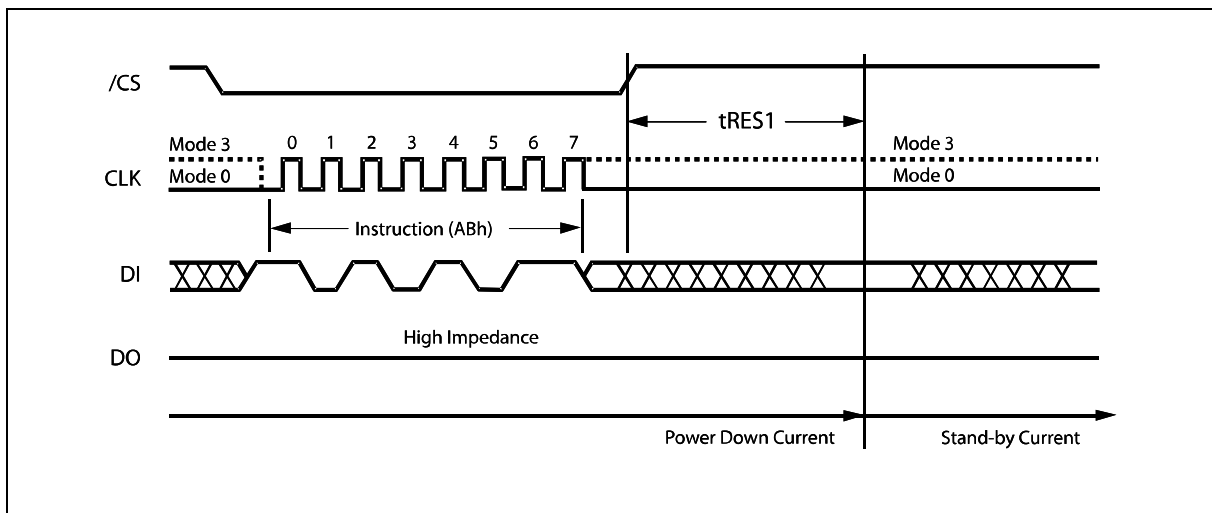 /CS
tRES1
Mode 3 0 1 2 3 4 5 6 7 Mode 3
CLK Mode 0 Mode 0
Instruction (ABh)
DI
High Impedance
DO
Power Down Current Stand-by Current